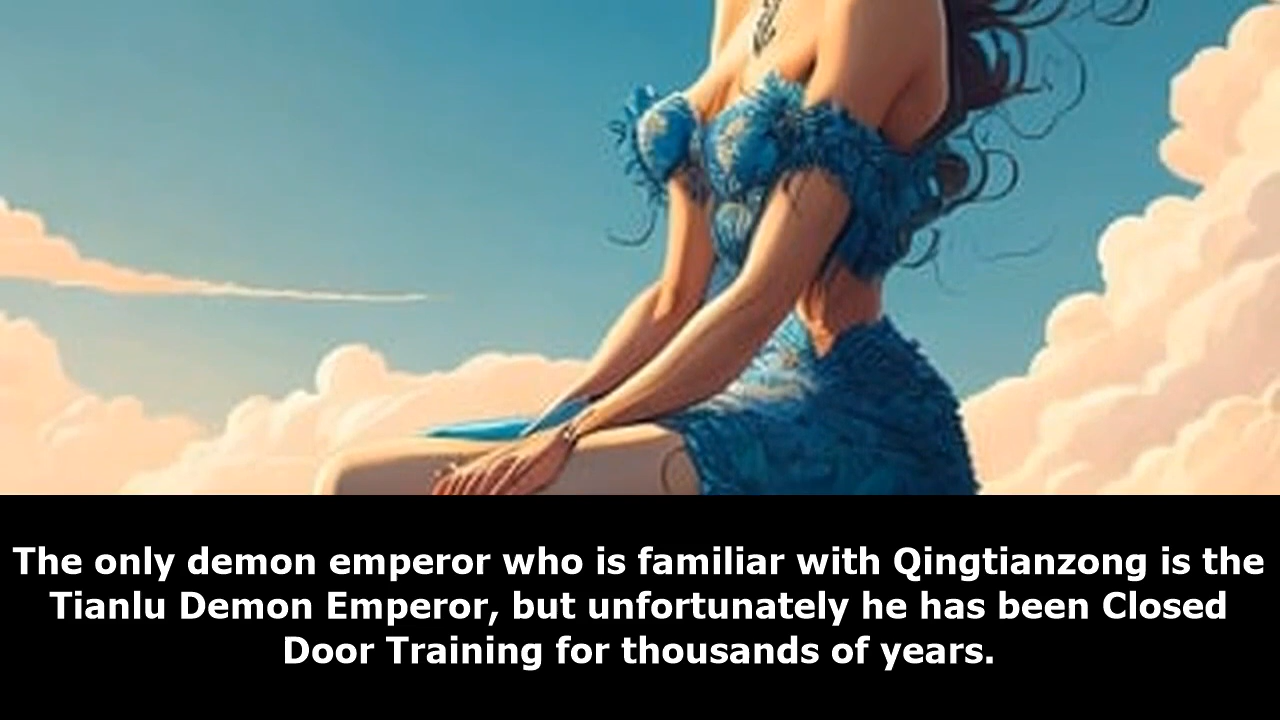 The only demon emperor who is familiar with Qingtianzong is the
Tianlu Demon Emperor, but unfortunately he has been Closed
Door Training for thousands of years.